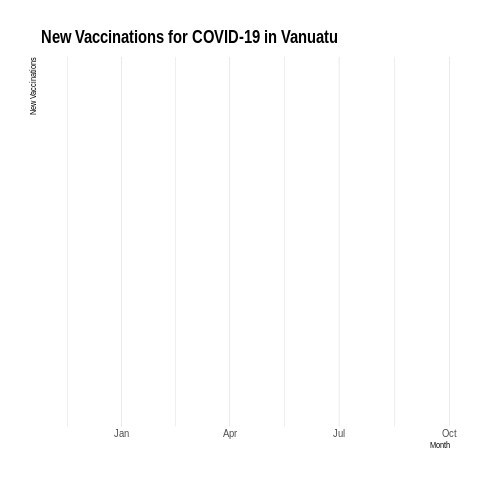 New Vaccinations for COVID-19 in Vanuatu
New Vaccinations
Jan Apr Jul Oct
Month